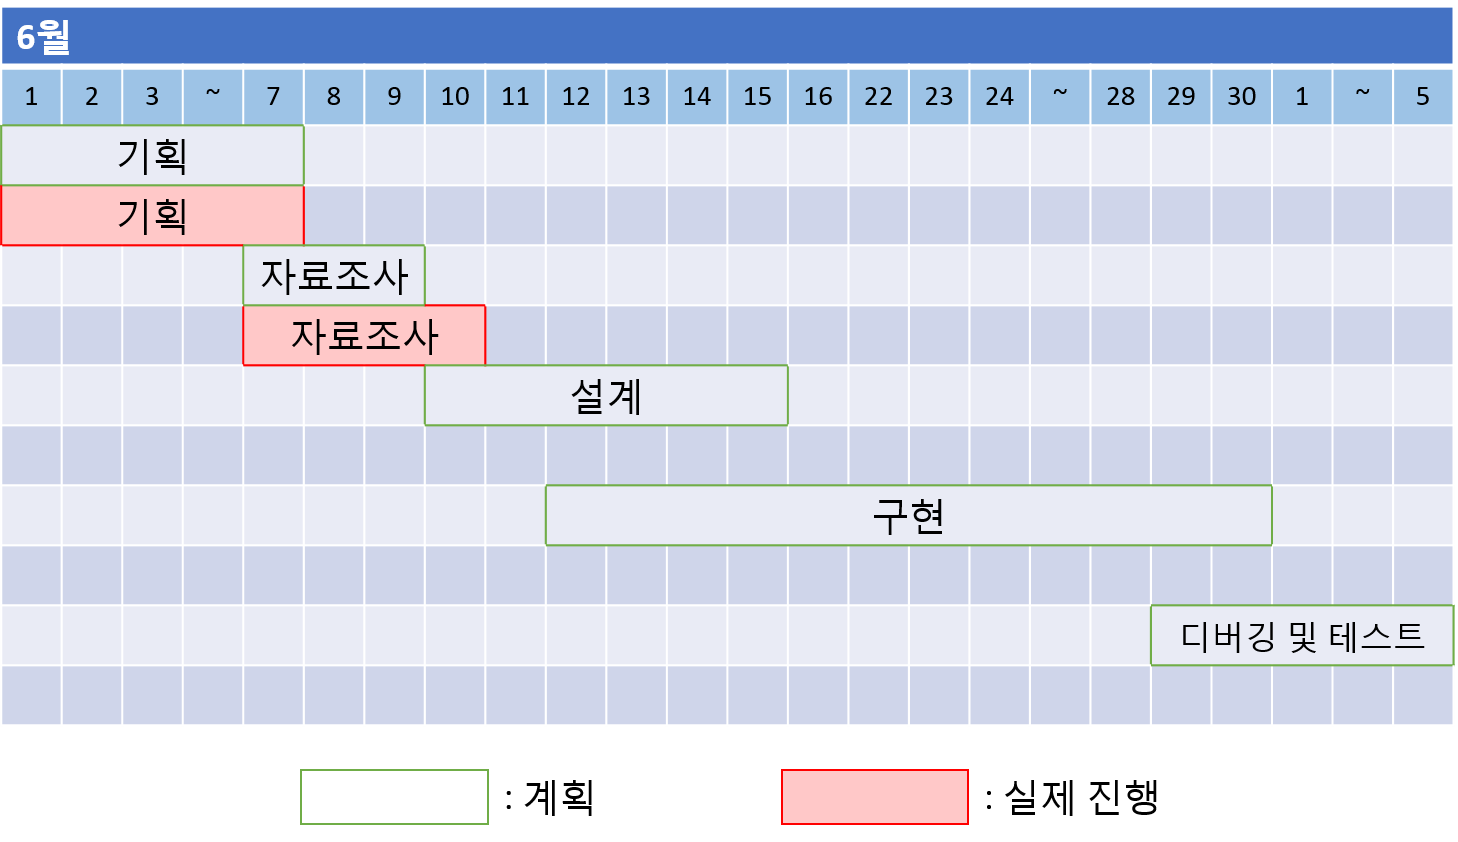 6월
1 2 3 ~ 7 8 9 10 11 12 13 14 15 16 22 23 24 ~ 28 29 30 1 ~ 5
기획
기획
자료조사
자료조사
설계
구현
디버깅 및 테스트
: 계획 : 실제 진행